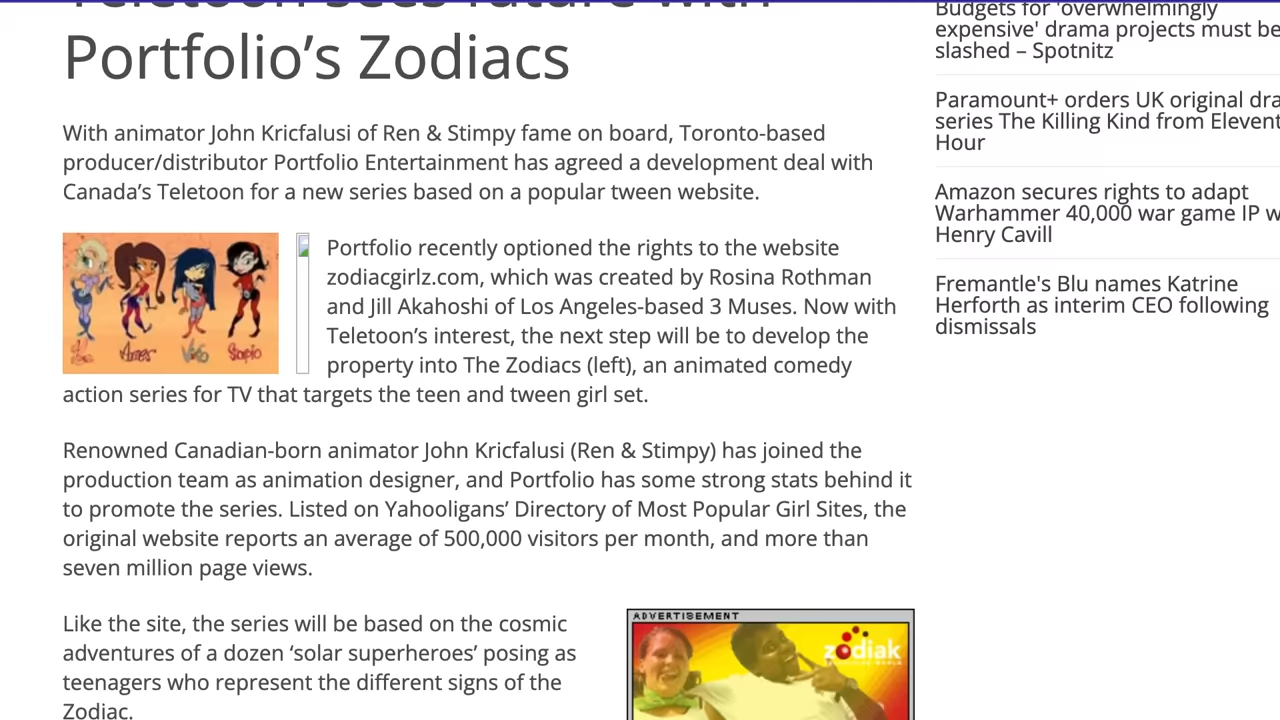 Teletoon sees future with
Portfolio’s Zodiacs
With animator John Kricfalusi of Ren & Stimpy fame on board, Toronto-based
producer/distributor Portfolio Entertainment has agreed a development deal with
Canada’s Teletoon for a new series based on a popular tween website.
Aries
Virgo
Scorpio
Portfolio recently optioned the rights to the website
zodiacgirlz.com, which was created by Rosina Rothman
and Jill Akahoshi of Los Angeles-based 3 Muses. Now with
Teletoon’s interest, the next step will be to develop the
property into The Zodiacs (left), an animated comedy
action series for TV that targets the teen and tween girl set.
Renowned Canadian-born animator John Kricfalusi (Ren & Stimpy) has joined the
production team as animation designer, and Portfolio has some strong stats behind it
to promote the series. Listed on Yahooligans’ Directory of Most Popular Girl Sites, the
original website reports an average of 500,000 visitors per month, and more than
seven million page views.
Like the site, the series will be based on the cosmic
adventures of a dozen ‘solar superheroes’ posing as
teenagers who represent the different signs of the
Zodiac.
ADVERTISEMENT
zodiak
Budgets for 'overwhelmingly
expensive' drama projects must be
slashed – Spotnitz
Paramount+ orders UK original dra
series The Killing Kind from Elevent
Hour
Amazon secures rights to adapt
Warhammer 40,000 war game IP w
Henry Cavill
Fremantle's Blu names Katrine
Herforth as interim CEO following
dismissals